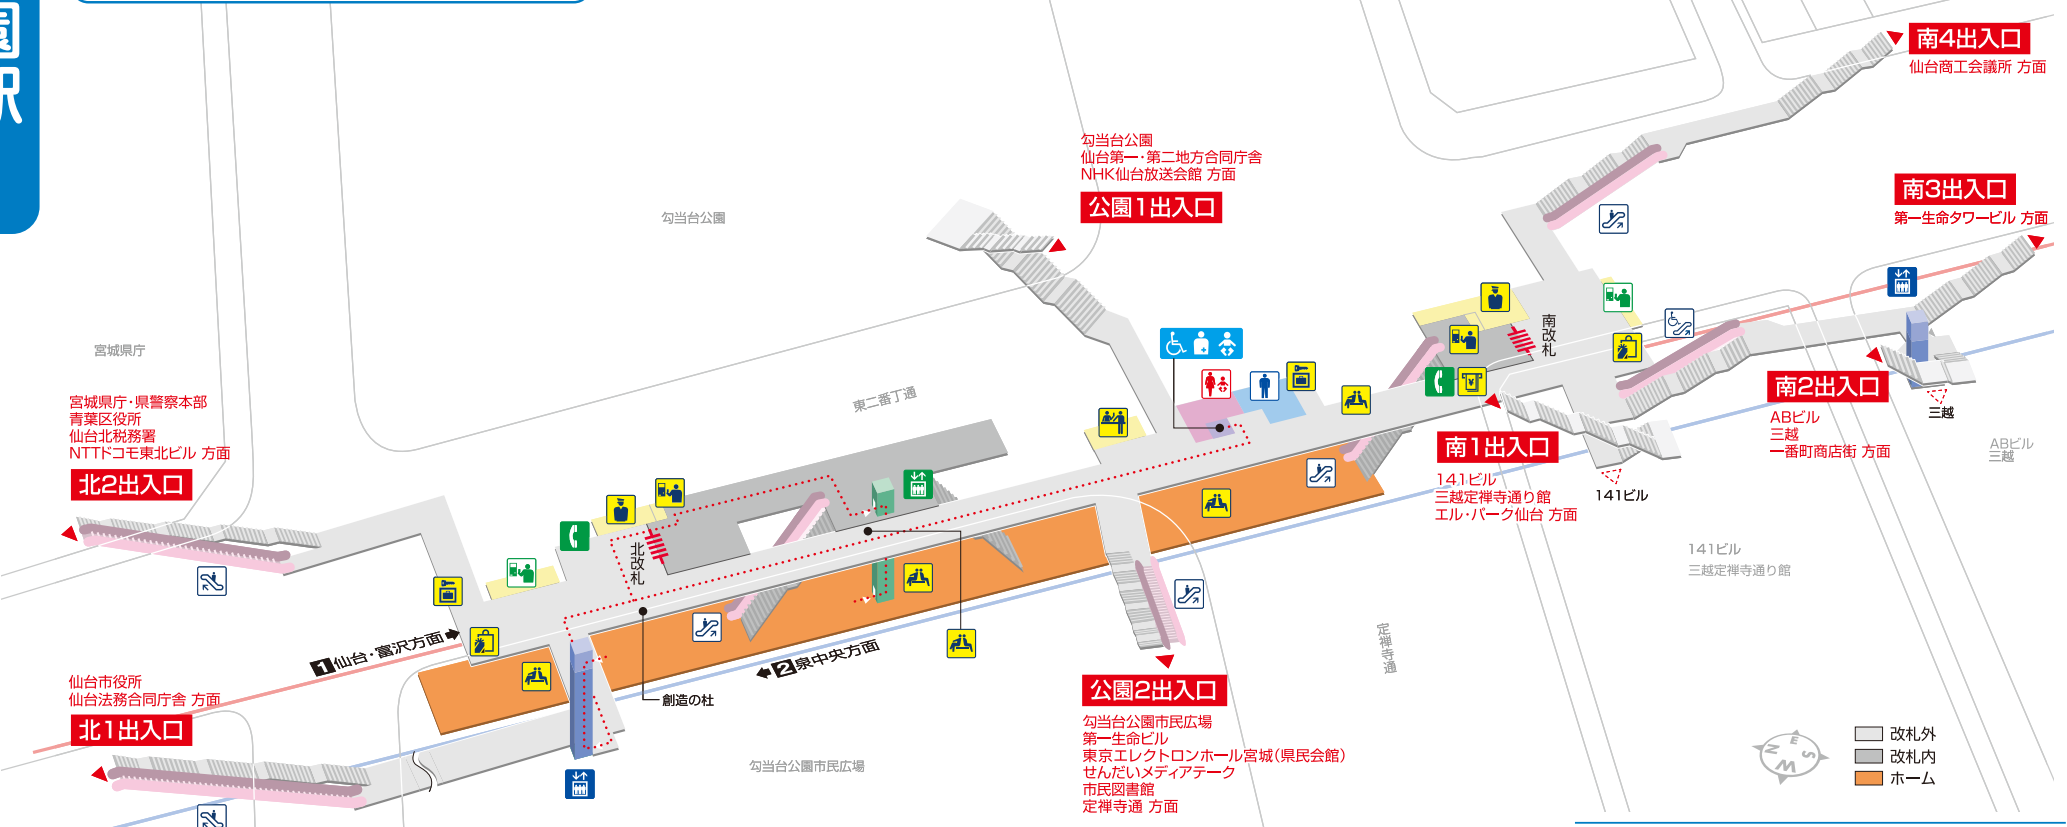 園駅
南4出入口
仙台商工会議所 方面
勾当台公園
仙台第一・第二地方合同庁舎
NHK仙台放送会館 方面
公園1出入口
南3出入口
第一生命タワービル 方面
勾当台公園
宮城県庁
南改札
東二番丁通
宮城県庁・県警察本部
青葉区役所
仙台北税務署
NTTドコモ東北ビル 方面
北2出入口
南2出入口
ABビル
三越
一番町商店街 方面
三越
ABビル
三越
南1出入口
141ビル
三越定禅寺通り館
エル・パーク仙台 方面
141ビル
北改札
141ビル
三越定禅寺通り館
1仙台・富沢方面
2泉中央方面
定禅寺通
創造の杜
仙台市役所
仙台法務合同庁舎 方面
北1出入口
公園2出入口
勾当台公園市民広場
第一生命ビル
東京エレクトロンホール宮城(県民会館)
せんだいメディアテーク
市民図書館
定禅寺通 方面
勾当台公園市民広場
N
E
S
W
改札外
改札内
ホーム